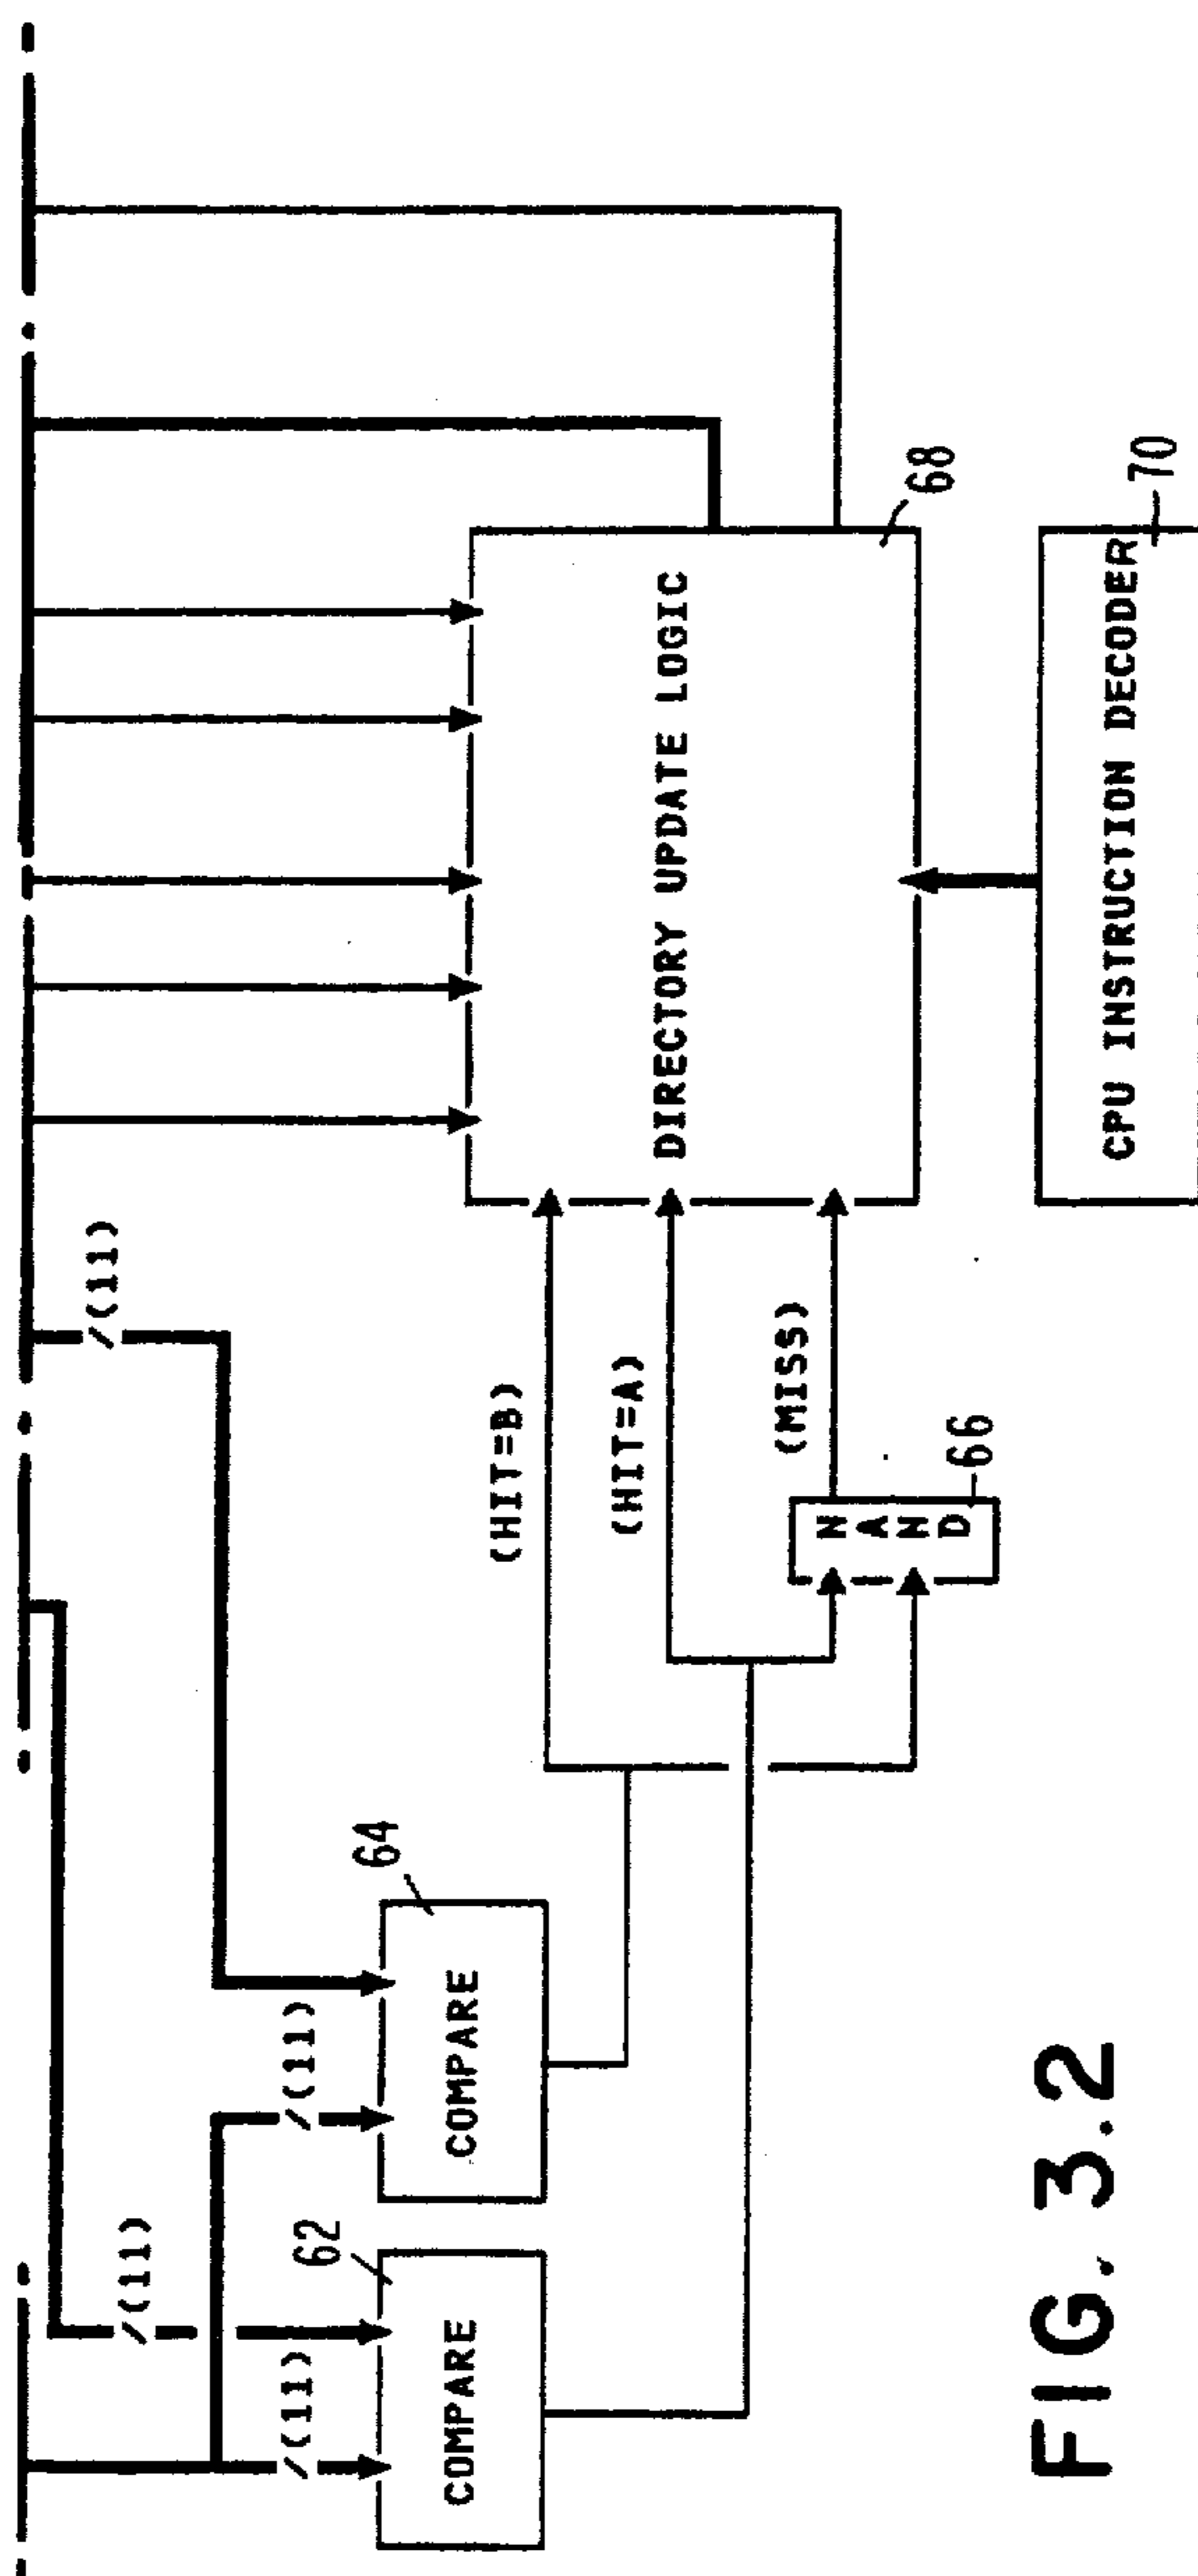 /(11)
/(11)
/(11)
/(11)
62
64
COMPARE
COMPARE
(HIT=B)
(HIT=A)
(MISS)
NAND
66
DIRECTORY UPDATE LOGIC
68
CPU INSTRUCTION DECODER
70
FIG. 3.2